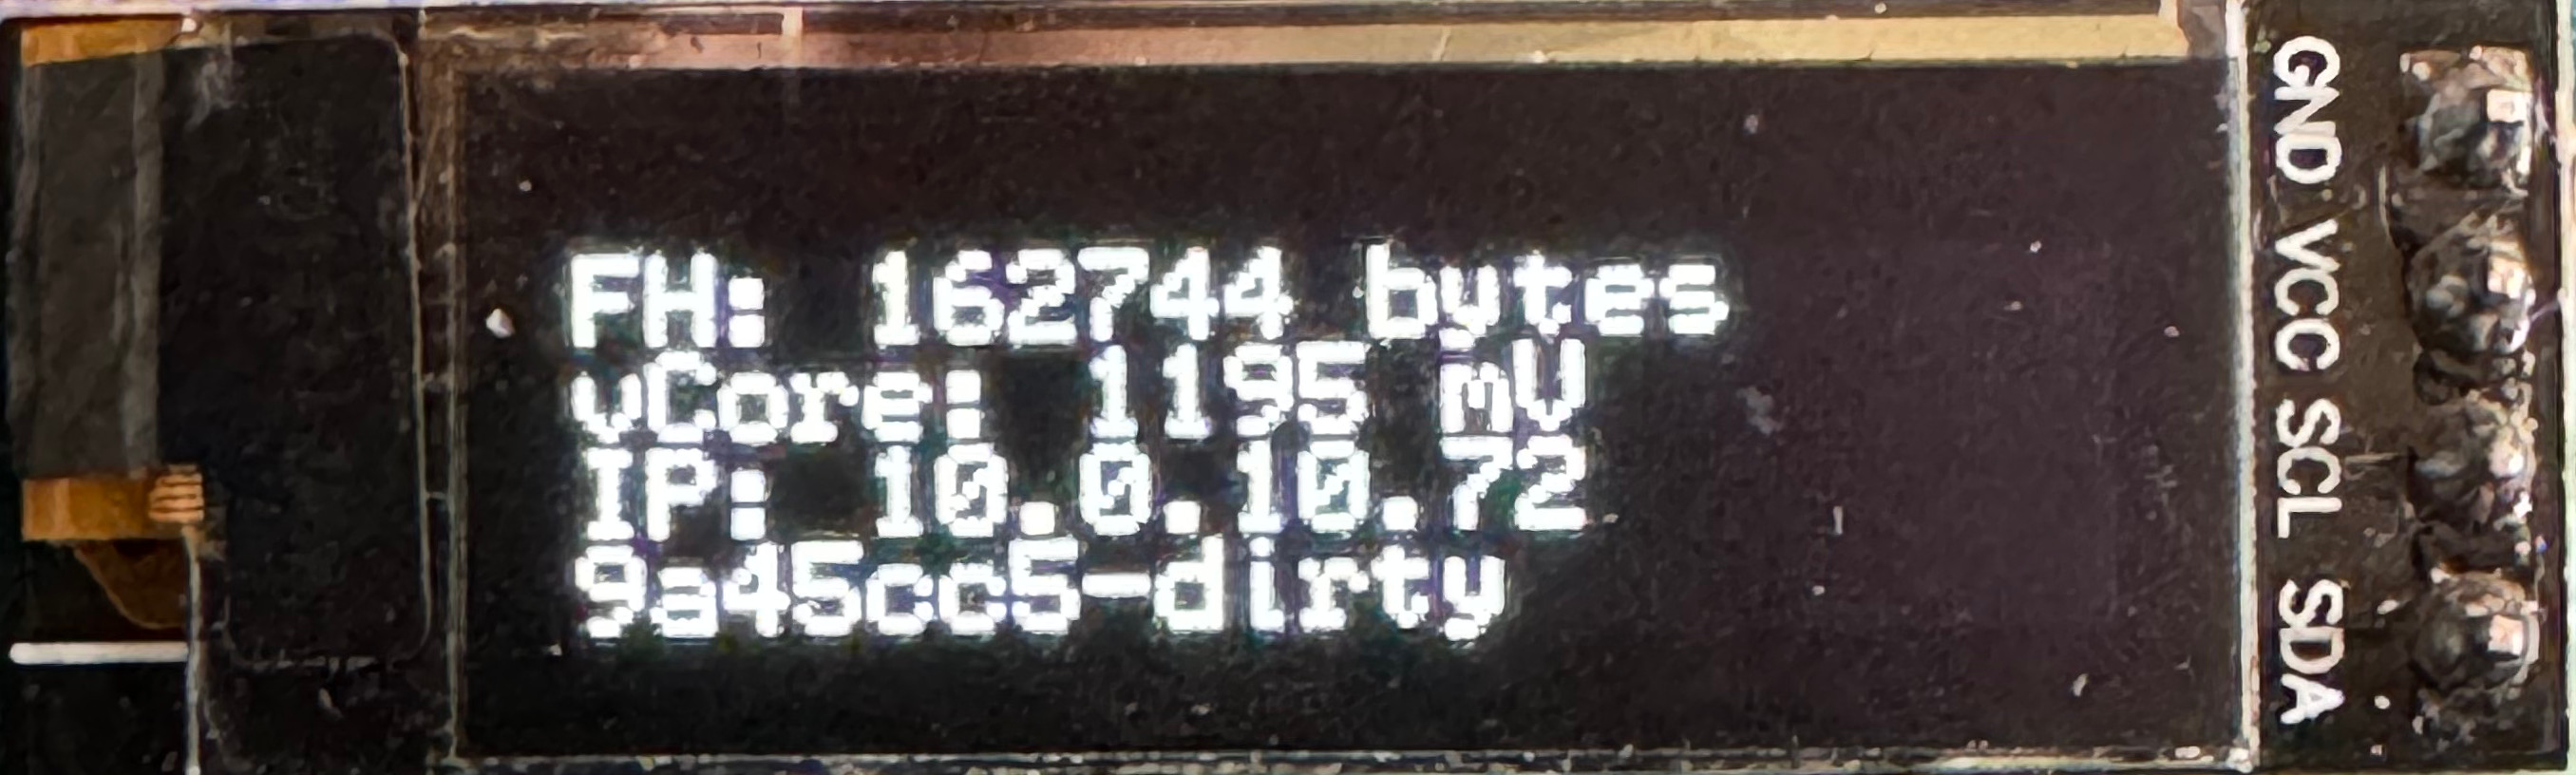 FH: 162744 bytes
vCore: 1195 mV
IP: 10.0.10.72
9a45cc5-dirty
GND VCC SCL SDA